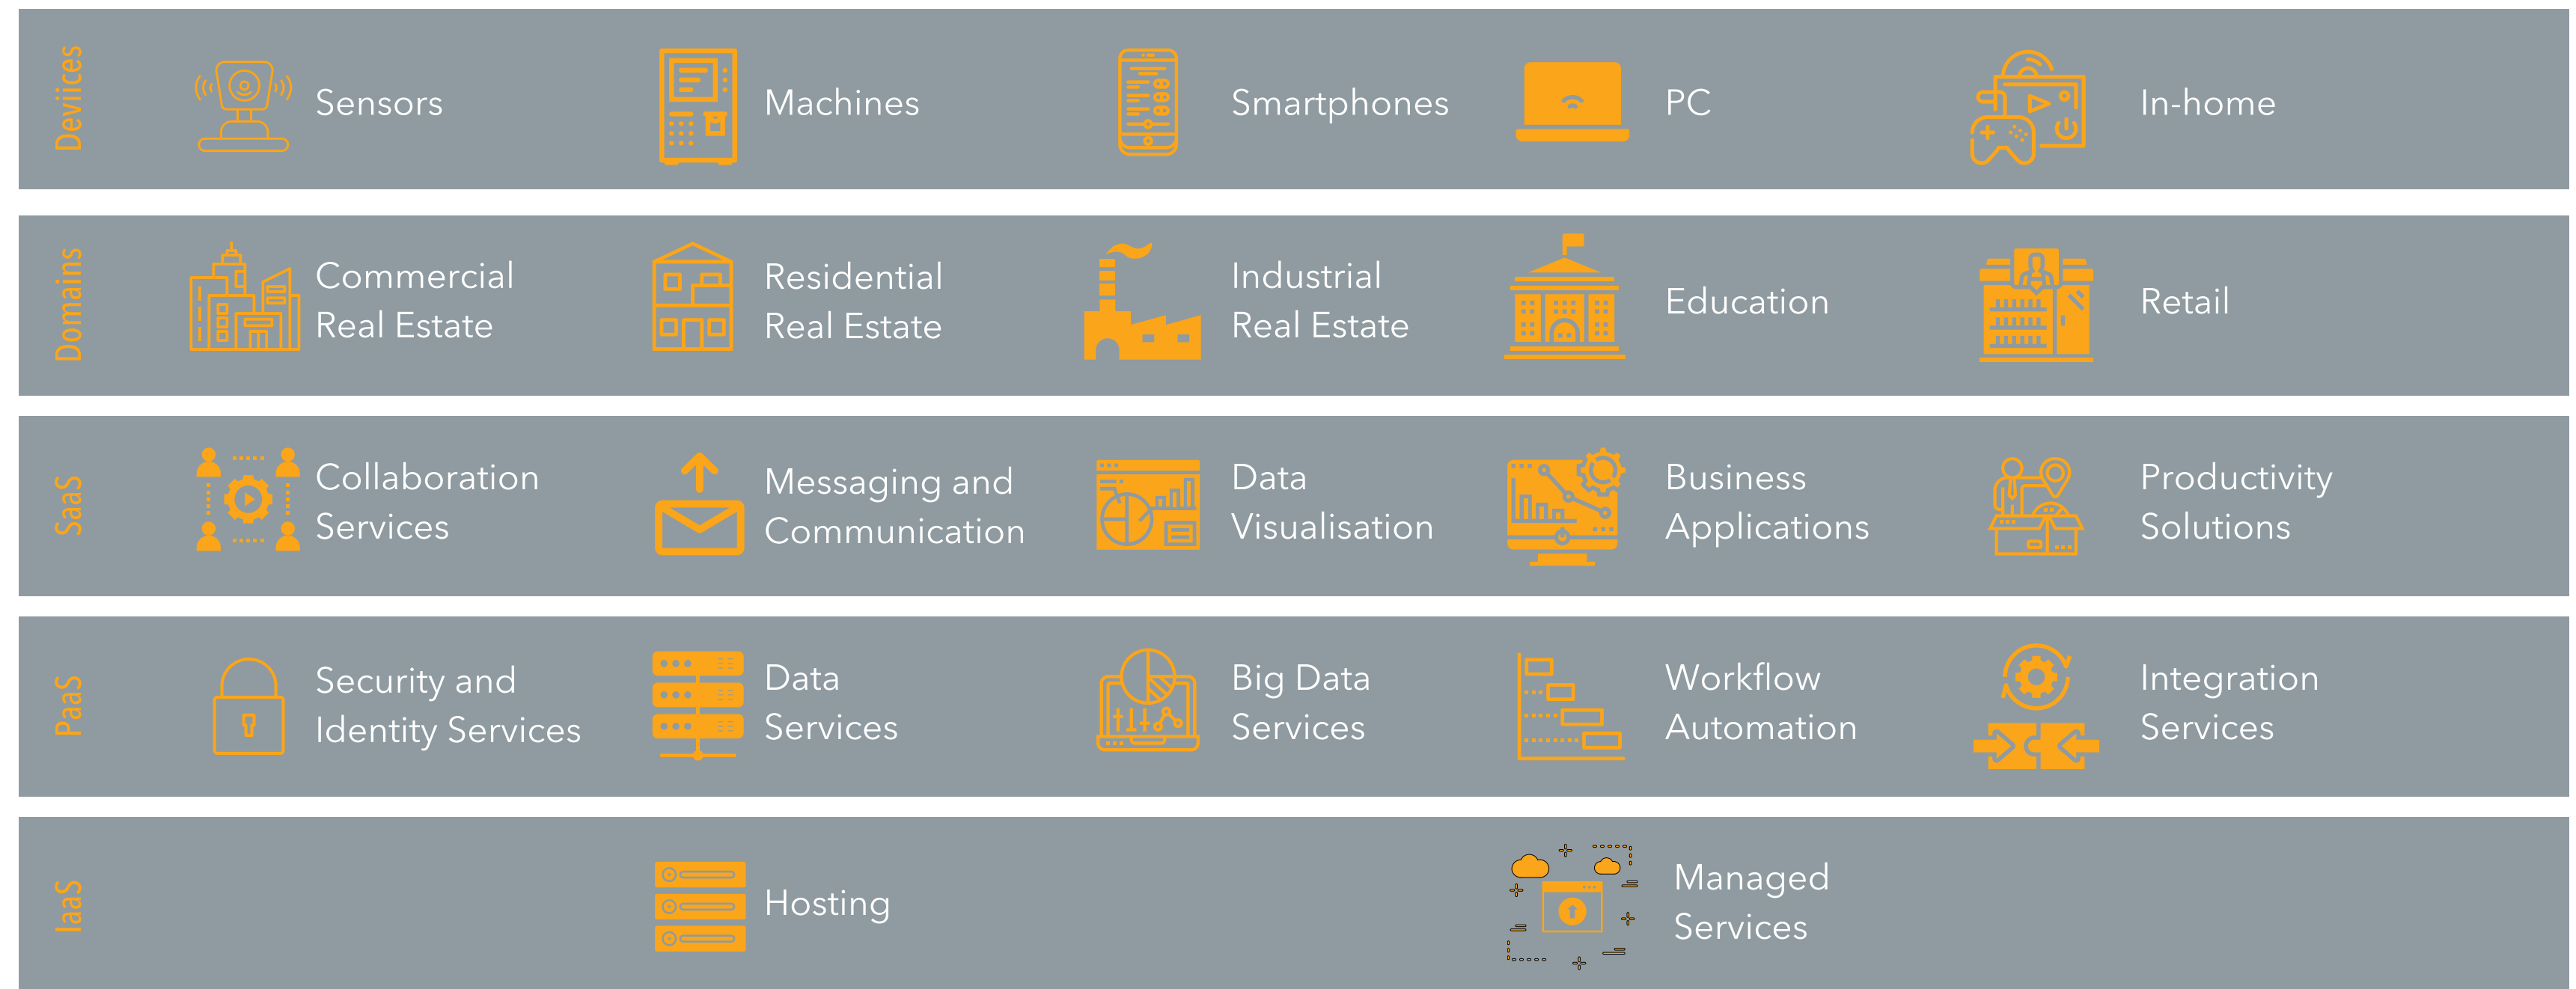 Deviices
Sensors
Machines
Smartphones
PC
In-home
Domains
Commercial
Real Estate
Residential
Real Estate
Industrial
Real Estate
Education
Retail
SaaS
Collaboration
Services
Messaging and
Communication
Data
Visualisation
Business
Applications
Productivity
Solutions
PaaS
Security and
Identity Services
Data
Services
Big Data
Services
Workflow
Automation
Integration
Services
IaaS
Hosting
Managed
Services